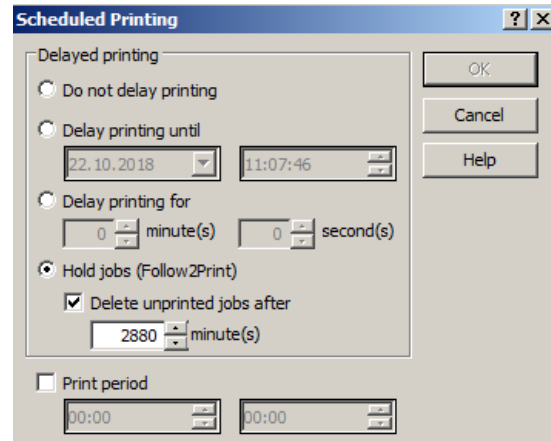 Scheduled Printing
Delayed printing
Do not delay printing
Delay printing until
22.10.2018 11:07:46
Delay printing for
0 minute(s) 0 second(s)
Hold jobs (Follow2Print)
Delete unprinted jobs after
2880 minute(s)
Print period
00:00 00:00
OK
Cancel
Help